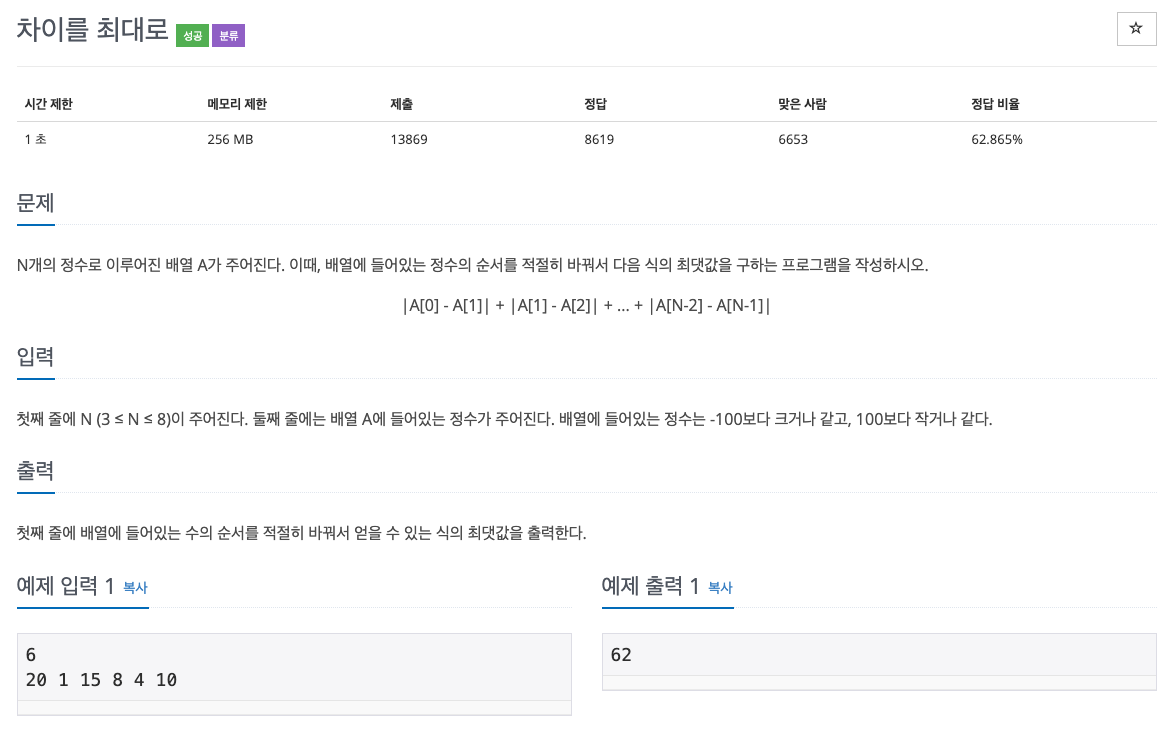 차이를 최대로 성공 분류
☆
시간 제한 메모리 제한 제출 정답 맞은 사람 정답 비율
1 초 256 MB 13869 8619 6653 62.865%
문제
N개의 정수로 이루어진 배열 A가 주어진다. 이때, 배열에 들어있는 정수의 순서를 적절히 바꿔서 다음 식의 최댓값을 구하는 프로그램을 작성하시오.
|A[0] - A[1]| + |A[1] - A[2]| + ... + |A[N-2] - A[N-1]|
입력
첫째 줄에 N (3 ≤ N ≤ 8)이 주어진다. 둘째 줄에는 배열 A에 들어있는 정수가 주어진다. 배열에 들어있는 정수는 -100보다 크거나 같고, 100보다 작거나 같다.
출력
첫째 줄에 배열에 들어있는 수의 순서를 적절히 바꿔서 얻을 수 있는 식의 최댓값을 출력한다.
예제 입력 1 복사
6
20 1 15 8 4 10
예제 출력 1 복사
62